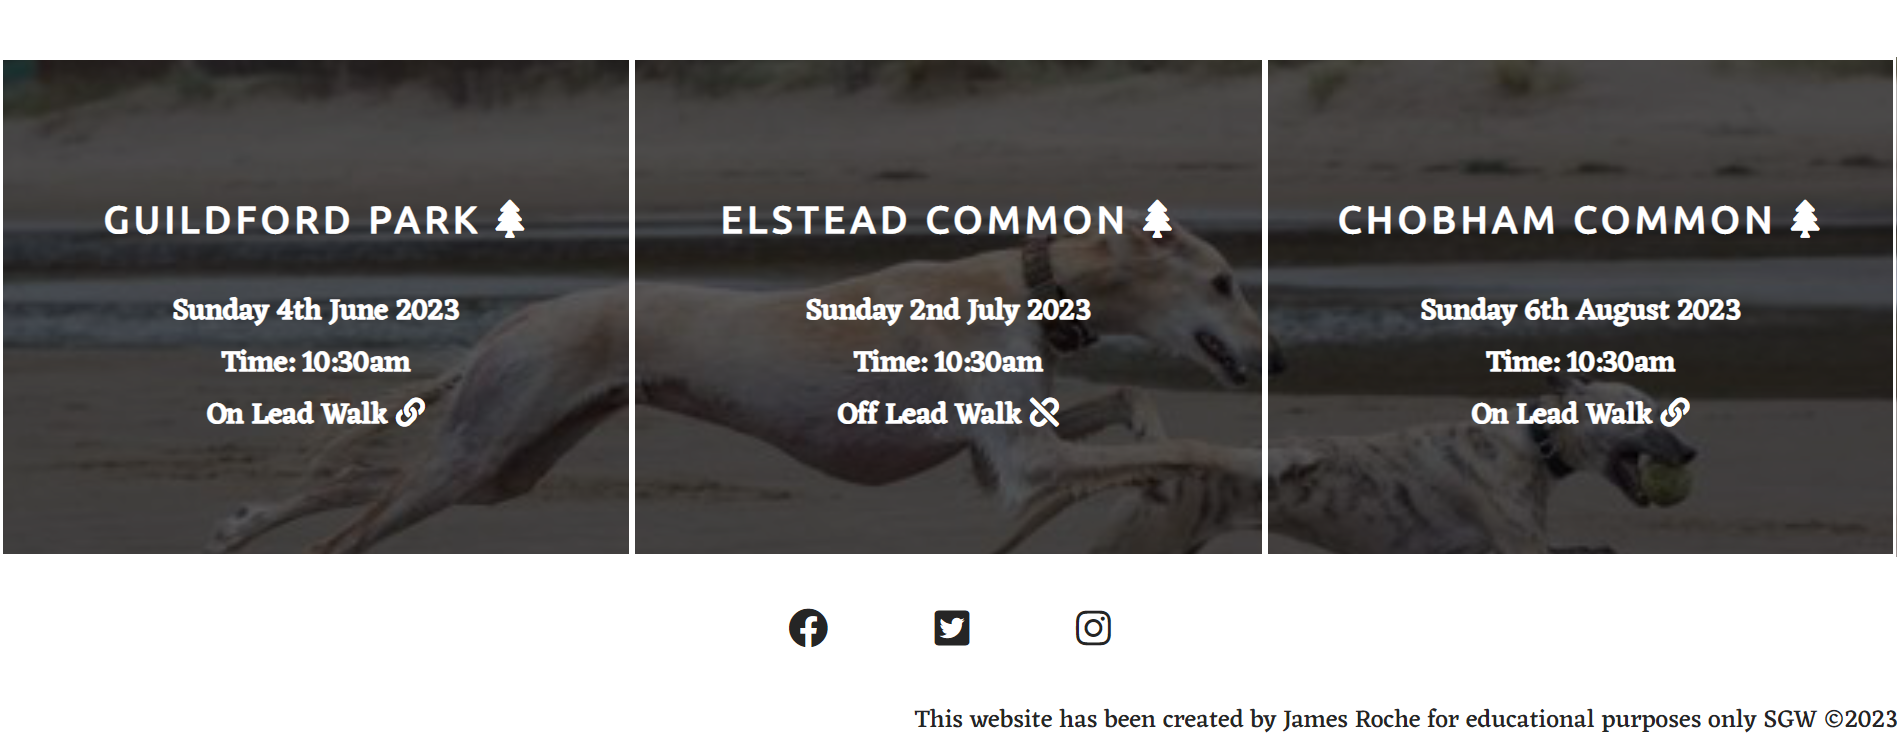 GUILDFORD PARK
Sunday 4th June 2023
Time: 10:30am
On Lead Walk
ELSTEAD COMMON
Sunday 2nd July 2023
Time: 10:30am
Off Lead Walk
CHOBHAM COMMON
Sunday 6th August 2023
Time: 10:30am
On Lead Walk
This website has been created by James Roche for educational purposes only SGW ©2023